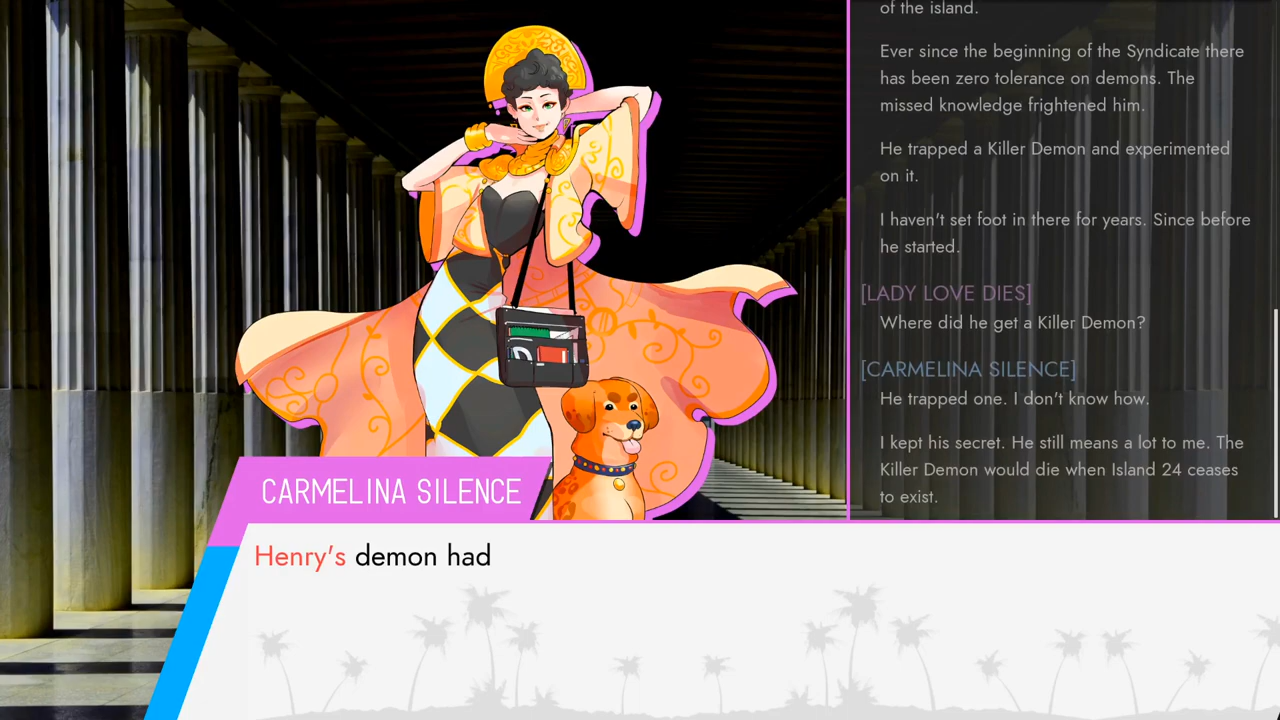 of the island.
Ever since the beginning of the Syndicate there
has been zero tolerance on demons. The
missed knowledge frightened him.
He trapped a Killer Demon and experimented
on it.
I haven't set foot in there for years. Since before
he started.
[LADY LOVE DIES]
Where did he get a Killer Demon?
[CARMELINA SILENCE]
He trapped one. I don't know how.
I kept his secret. He still means a lot to me. The
Killer Demon would die when Island 24 ceases
to exist.
CARMELINA SILENCE
Henry's demon had